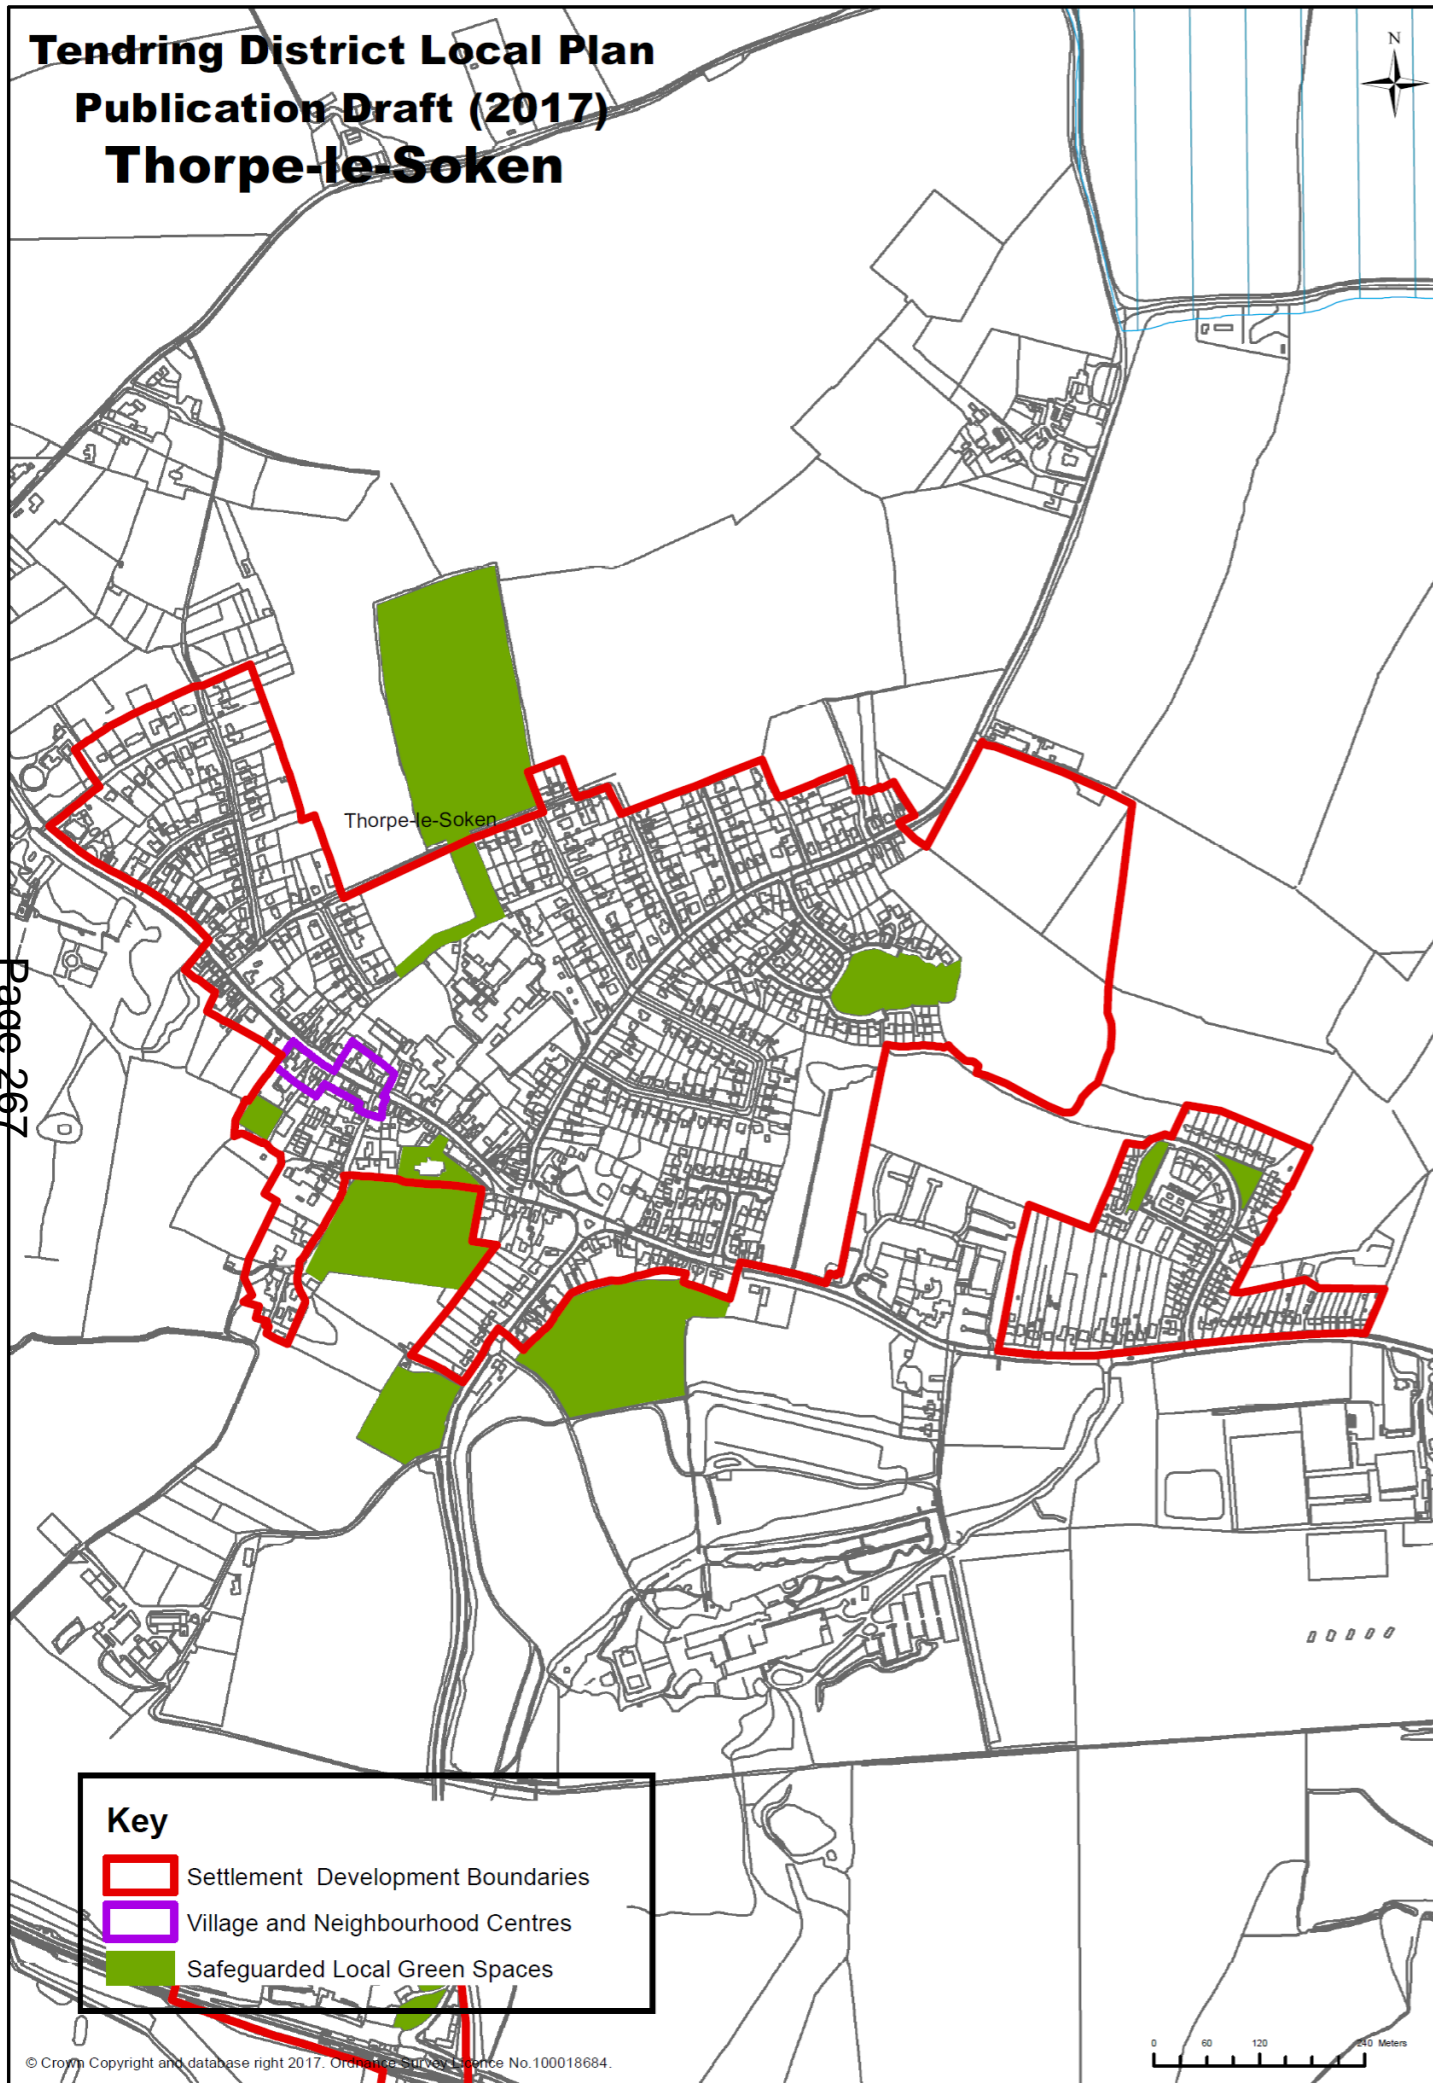 Tendring District Local Plan
Publication Draft (2017)
Thorpe-le-Soken
N
Thorpe-le-Soken
Page 267
Key
Settlement Development Boundaries
Village and Neighbourhood Centres
Safeguarded Local Green Spaces
0 60 120 240 Meters
© Crown Copyright and database right 2017. Ordnance Survey Licence No.100018684.